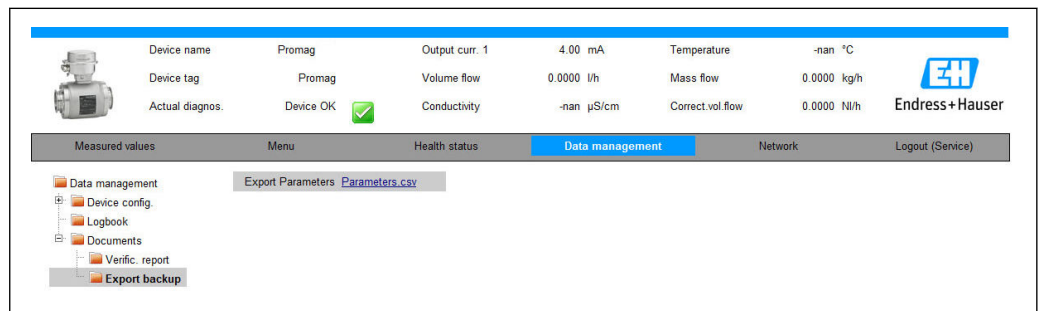 Device name Promag Output curr. 1 4.00 mA Temperature -nan °C
Device tag Promag Volume flow 0.0000 l/h Mass flow 0.0000 kg/h
Actual diagnos. Device OK Conductivity -nan µS/cm Correct.vol.flow 0.0000 Nl/h
EH
Endress+Hauser
Measured values Menu Health status Data management Network Logout (Service)
Data management Export Parameters Parameters.csv
Device config.
Logbook
Documents
Verific. report
Export backup